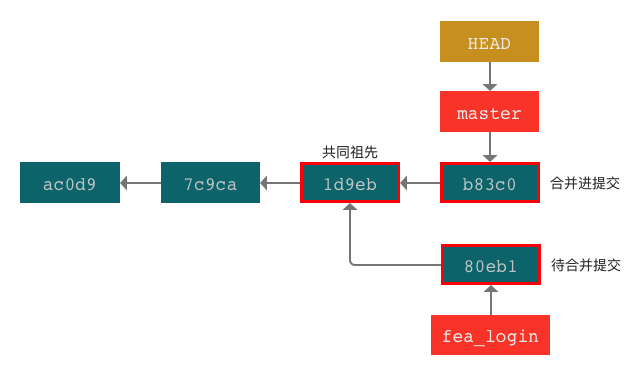 HEAD
master
共同祖先
ac0d9
7c9ca
1d9eb
b83c0
合并进提交
80eb1
待合并提交
fea_login